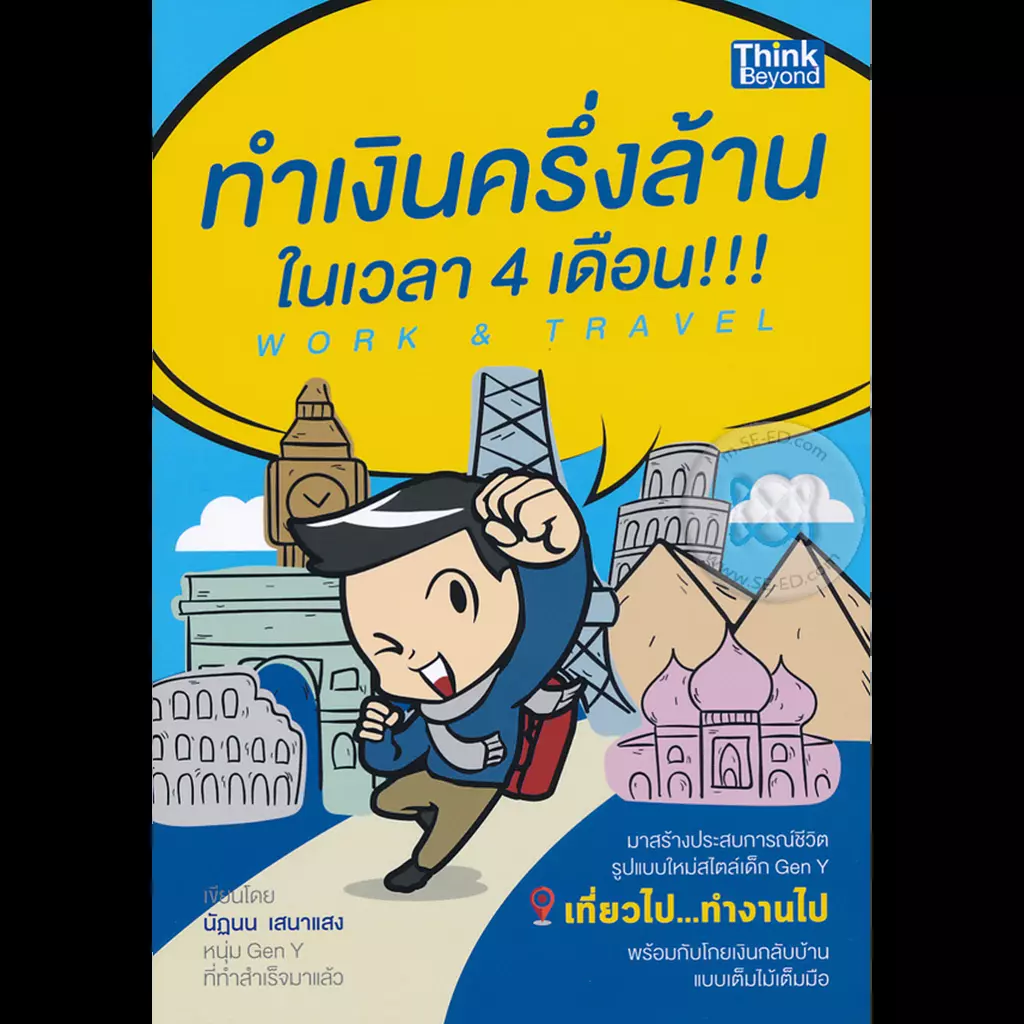 Think
Beyond
ทำเงินครึ่งล้าน
ในเวลา 4 เดือน!!!
WORK & TRAVEL
www.SE-ED.com
มาสร้างประสบการณ์ชีวิต
รูปแบบใหม่สไตล์เด็ก Gen Y
เที่ยวไป...ทำงานไป
พร้อมกับโกยเงินกลับบ้าน
แบบเต็มไม้เต็มมือ
เขียนโดย
นัฏนน เสนาแสง
หนุ่ม Gen Y
ที่ทำสำเร็จมาแล้ว